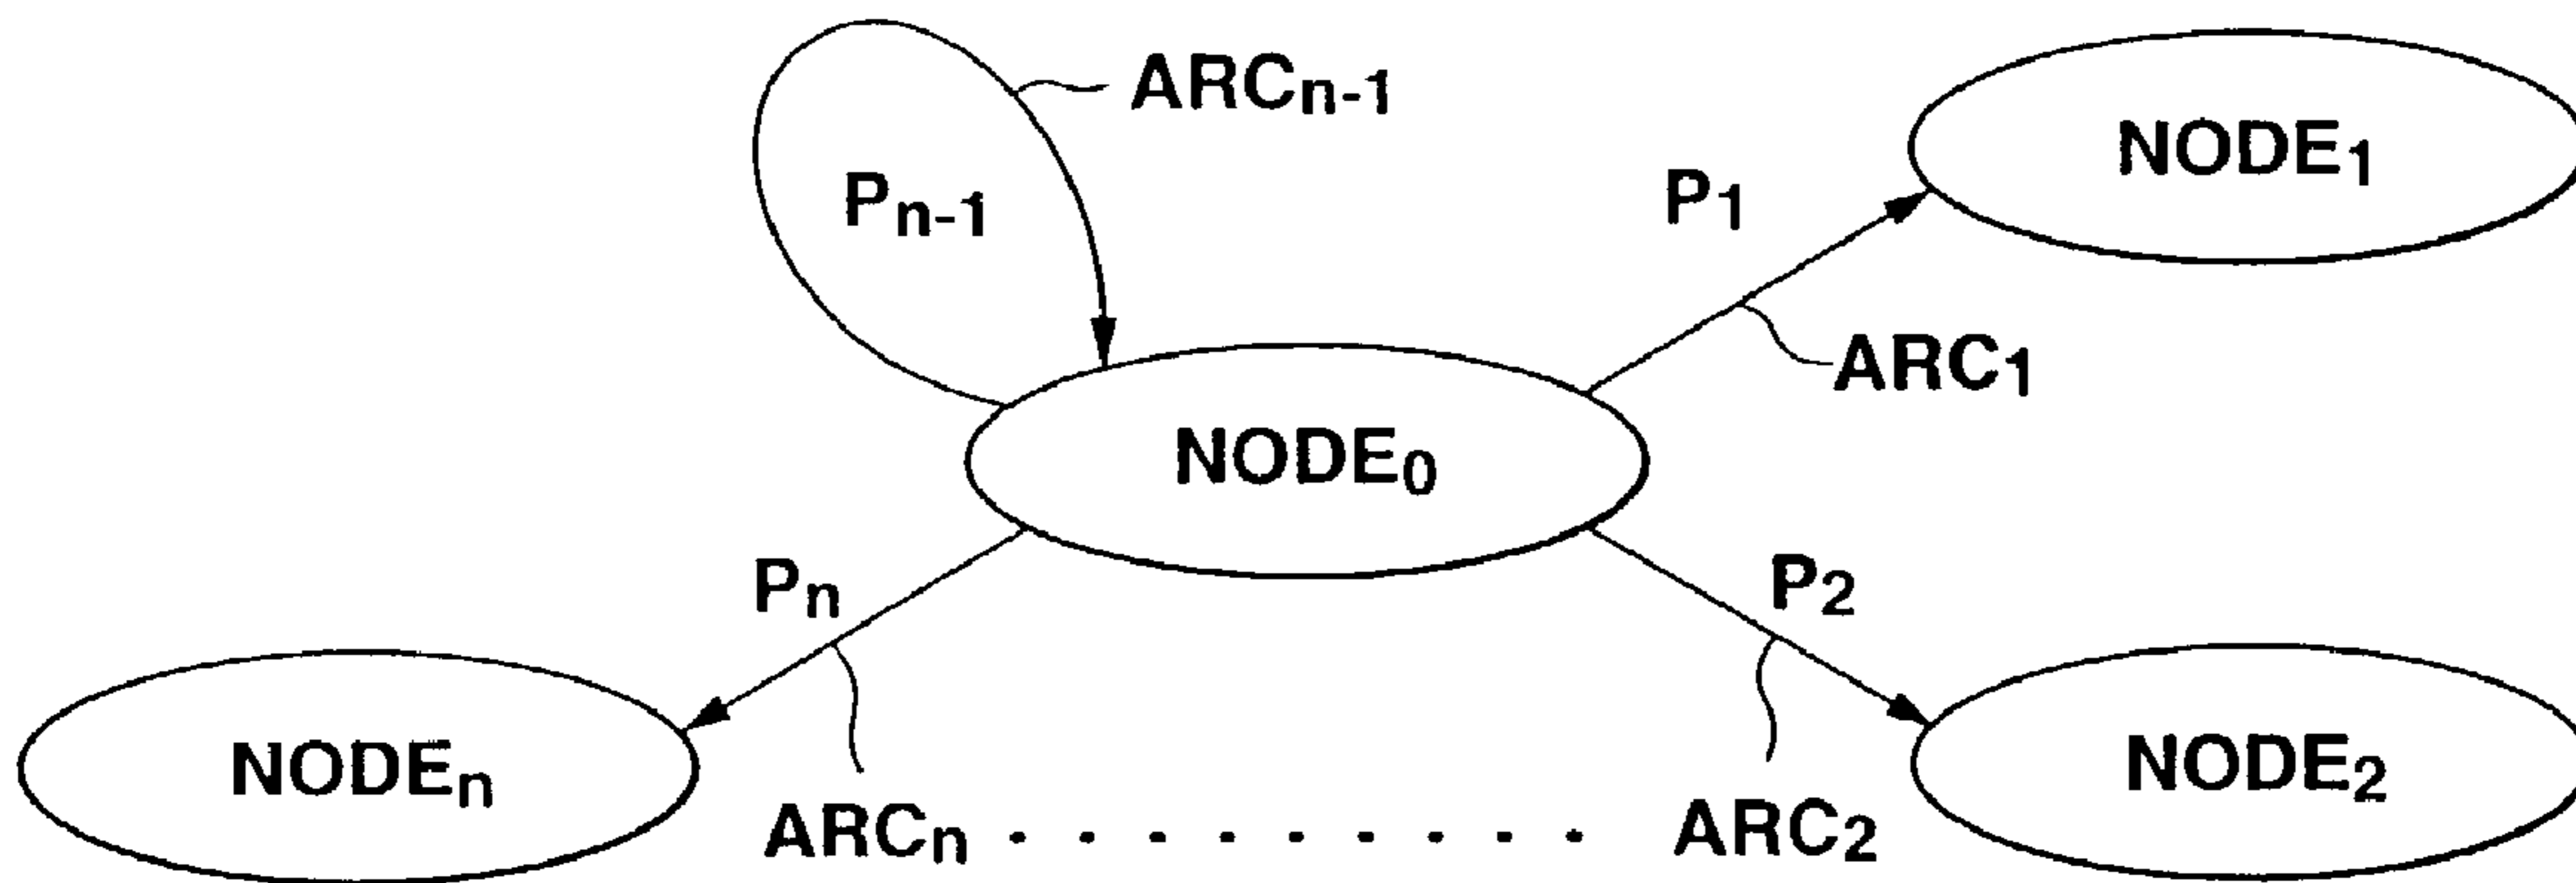 ARCn-1
NODE1
Pn-1
P1
ARC1
NODE0
Pn
P2
NODEn
NODE2
ARCn . . . . . . . . . ARC2